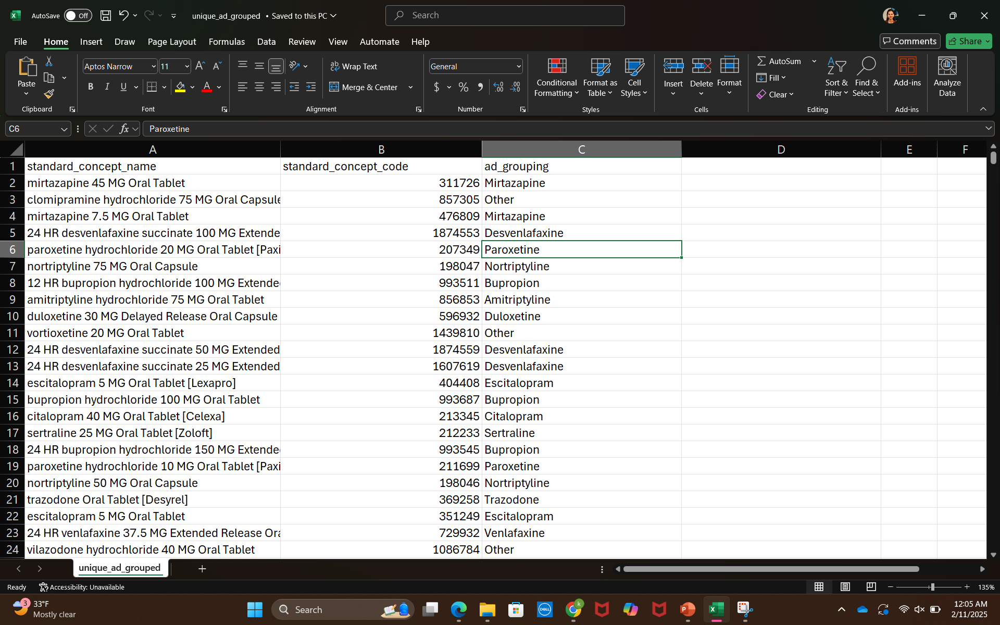 AutoSave Off unique_ad_grouped • Saved to this PC Search
File Home Insert Draw Page Layout Formulas Data Review View Automate Help Comments Share
Paste
Clipboard
Aptos Narrow 11
B I U A
Font
ab Wrap Text
Merge & Center
Alignment
General
$ % 9 .00 .00
Number
Conditional Formatting
Format as Table
Cell Styles
Styles
Insert Delete Format
Cells
AutoSum
Fill
Clear
Sort & Filter
Find & Select
Editing
Add-ins
Add-ins
Analyze Data
C6 fx Paroxetine
A B C D E F
1 standard_concept_name standard_concept_code ad_grouping
2 mirtazapine 45 MG Oral Tablet 311726 Mirtazapine
3 clomipramine hydrochloride 75 MG Oral Capsule 857305 Other
4 mirtazapine 7.5 MG Oral Tablet 476809 Mirtazapine
5 24 HR desvenlafaxine succinate 100 MG Extende 1874553 Desvenlafaxine
6 paroxetine hydrochloride 20 MG Oral Tablet [Paxi 207349 Paroxetine
7 nortriptyline 75 MG Oral Capsule 198047 Nortriptyline
8 12 HR bupropion hydrochloride 100 MG Extende 993511 Bupropion
9 amitriptyline hydrochloride 75 MG Oral Tablet 856853 Amitriptyline
10 duloxetine 30 MG Delayed Release Oral Capsule 596932 Duloxetine
11 vortioxetine 20 MG Oral Tablet 1439810 Other
12 24 HR desvenlafaxine succinate 50 MG Extended 1874559 Desvenlafaxine
13 24 HR desvenlafaxine succinate 25 MG Extended 1607619 Desvenlafaxine
14 escitalopram 5 MG Oral Tablet [Lexapro] 404408 Escitalopram
15 bupropion hydrochloride 100 MG Oral Tablet 993687 Bupropion
16 citalopram 40 MG Oral Tablet [Celexa] 213345 Citalopram
17 sertraline 25 MG Oral Tablet [Zoloft] 212233 Sertraline
18 24 HR bupropion hydrochloride 150 MG Extende 993545 Bupropion
19 paroxetine hydrochloride 10 MG Oral Tablet [Paxi 211699 Paroxetine
20 nortriptyline 50 MG Oral Capsule 198046 Nortriptyline
21 trazodone Oral Tablet [Desyrel] 369258 Trazodone
22 escitalopram 5 MG Oral Tablet 351249 Escitalopram
23 24 HR venlafaxine 37.5 MG Extended Release Ora 729932 Venlafaxine
24 vilazodone hydrochloride 40 MG Oral Tablet 1086784 Other
unique_ad_grouped
Ready Accessibility: Unavailable 135%
3 33°F
Mostly clear
Search
DELL
12:05 AM
2/11/2025